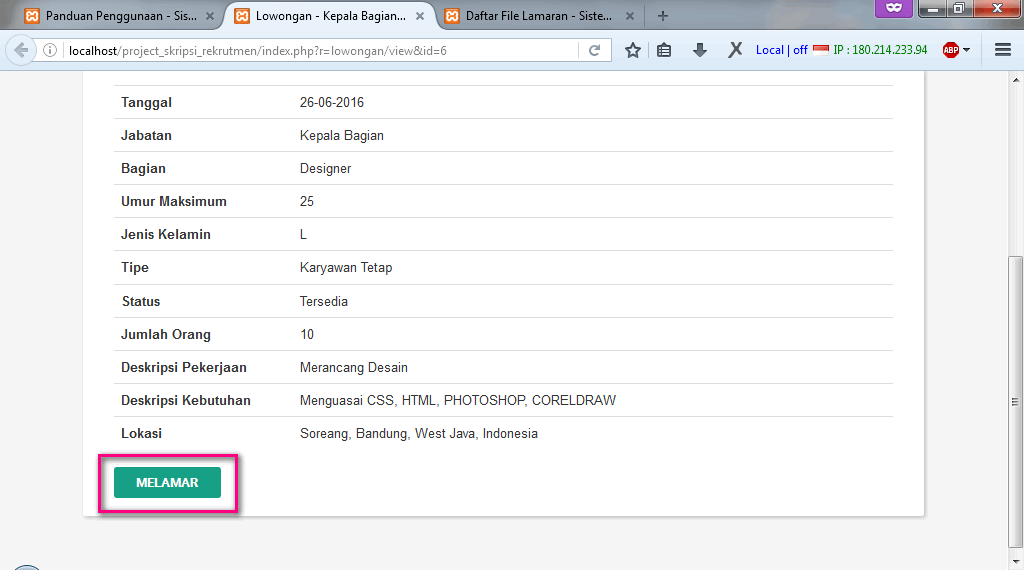 Panduan Penggunaan - Sis...
Lowongan - Kepala Bagian...
Daftar File Lamaran - Siste...
localhost/project_skripsi_rekrutmen/index.php?r=lowongan/view&id=6
Local | off
IP : 180.214.233.94
ABP
Tanggal 26-06-2016
Jabatan Kepala Bagian
Bagian Designer
Umur Maksimum 25
Jenis Kelamin L
Tipe Karyawan Tetap
Status Tersedia
Jumlah Orang 10
Deskripsi Pekerjaan Merancang Desain
Deskripsi Kebutuhan Menguasai CSS, HTML, PHOTOSHOP, CORELDRAW
Lokasi Soreang, Bandung, West Java, Indonesia
MELAMAR